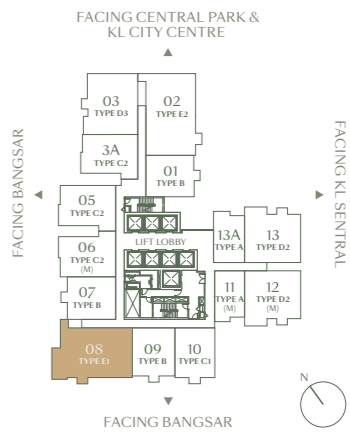 FACING CENTRAL PARK &
KL CITY CENTRE
FACING BANGSAR
FACING KL SENTRAL
03
TYPE D3
02
TYPE E2
3A
TYPE C2
01
TYPE B
05
TYPE C2
LIFT LOBBY
13A
TYPE A
13
TYPE D2
06
TYPE C2
(M)
07
TYPE B
11
TYPE A
(M)
12
TYPE D2
(M)
08
TYPE E1
09
TYPE B
10
TYPE C1
N
FACING BANGSAR